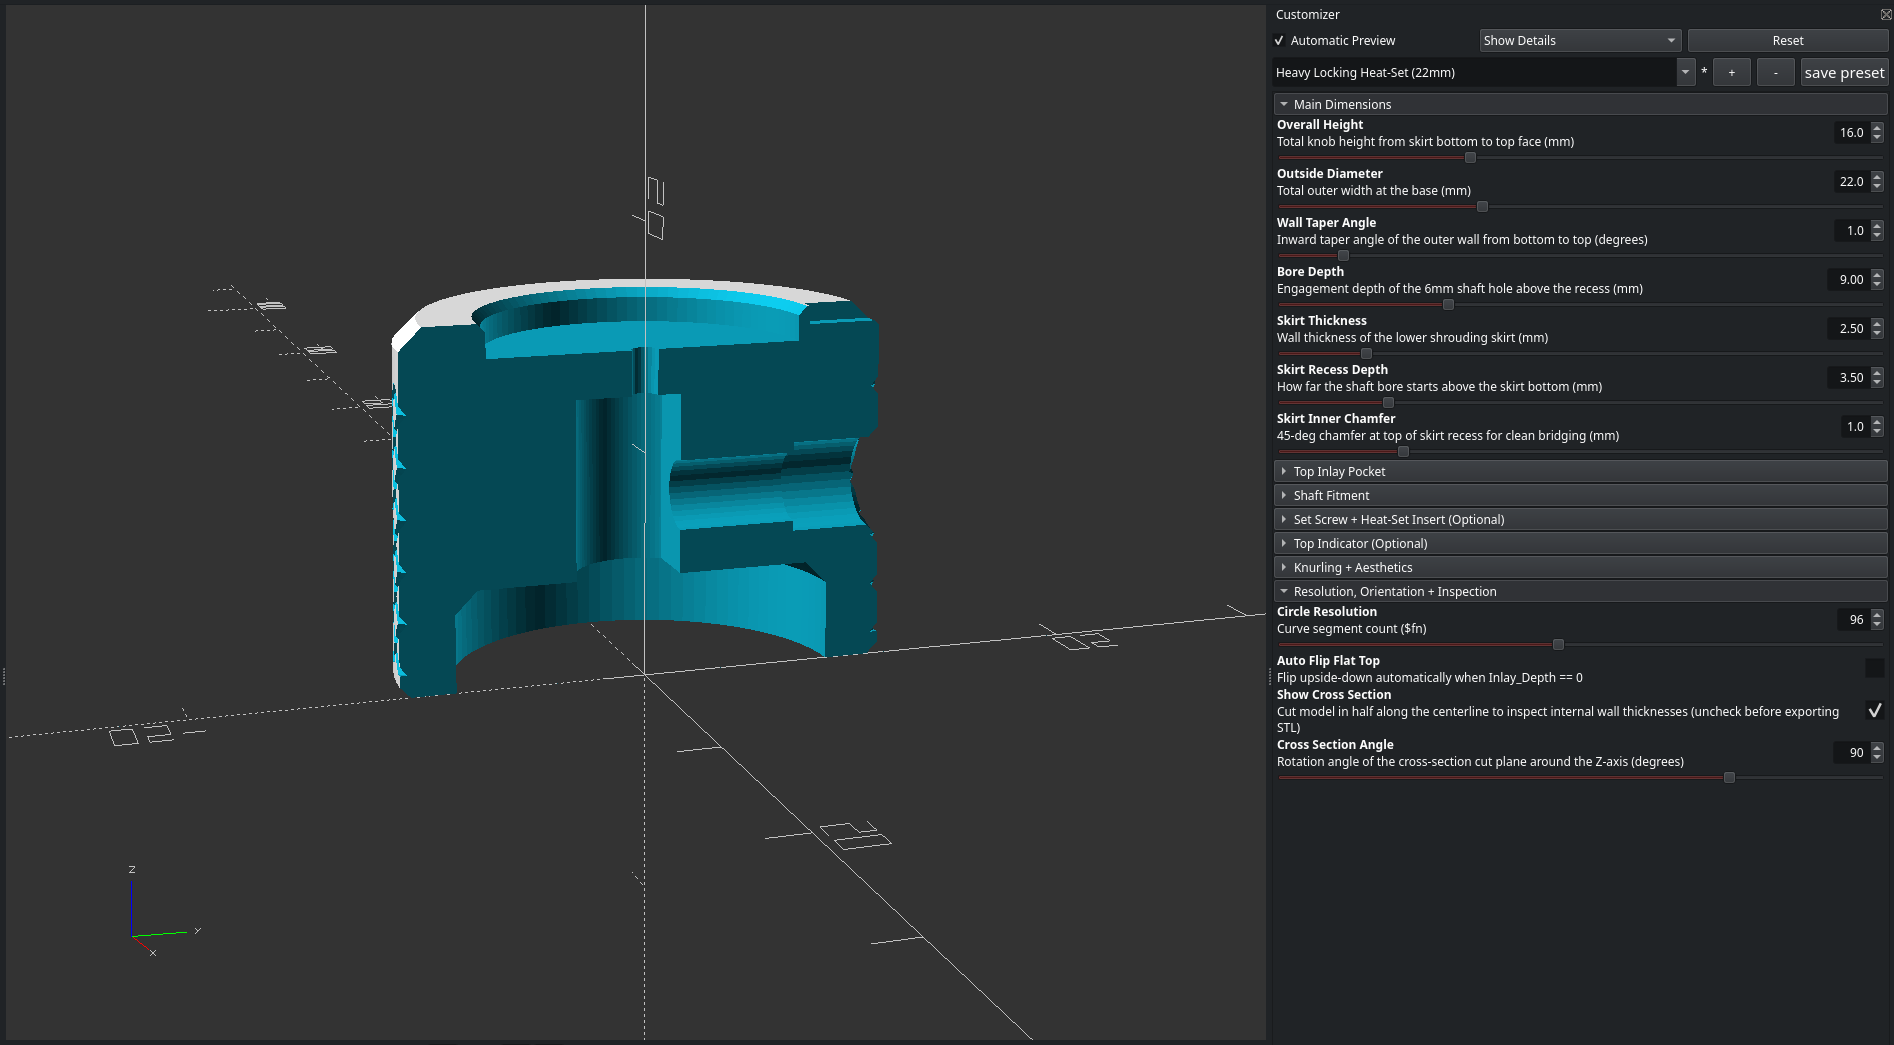 Customizer
Automatic Preview
Show Details
Reset
Heavy Locking Heat-Set (22mm)
*
+
-
save preset
Main Dimensions
Overall Height
Total knob height from skirt bottom to top face (mm)
16.0
Outside Diameter
Total outer width at the base (mm)
22.0
Wall Taper Angle
Inward taper angle of the outer wall from bottom to top (degrees)
1.0
Bore Depth
Engagement depth of the 6mm shaft hole above the recess (mm)
9.00
Skirt Thickness
Wall thickness of the lower shrouding skirt (mm)
2.50
Skirt Recess Depth
How far the shaft bore starts above the skirt bottom (mm)
3.50
Skirt Inner Chamfer
45-deg chamfer at top of skirt recess for clean bridging (mm)
1.0
Top Inlay Pocket
Shaft Fitment
Set Screw + Heat-Set Insert (Optional)
Top Indicator (Optional)
Knurling + Aesthetics
Resolution, Orientation + Inspection
Circle Resolution
Curve segment count ($fn)
96
Auto Flip Flat Top
Flip upside-down automatically when Inlay_Depth == 0
Show Cross Section
Cut model in half along the centerline to inspect internal wall thicknesses (uncheck before exporting
STL)
Cross Section Angle
Rotation angle of the cross-section cut plane around the Z-axis (degrees)
90
Z
Y
X